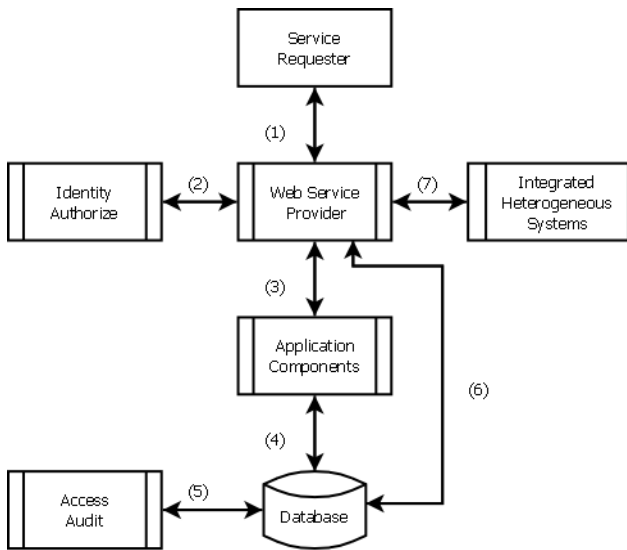 Service
Requester
(1)
Identity
Authorize
(2)
Web Service
Provider
(7)
Integrated
Heterogeneous
Systems
(3)
Application
Components
(6)
(4)
Access
Audit
(5)
Database